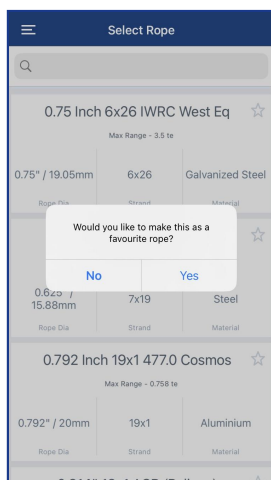 Select Rope
0.75 Inch 6x26 IWRC West Eq
Max Range - 3.5 te
0.75" / 19.05mm 6x26 Galvanized Steel
Rope Dia Strand Material
Would you like to make this as a
favourite rope?
No Yes
0.625" /
15.88mm 7x19 Steel
Rope Dia Strand Material
0.792 Inch 19x1 477.0 Cosmos
Max Range - 0.758 te
0.792" / 20mm 19x1 Aluminium
Rope Dia Strand Material